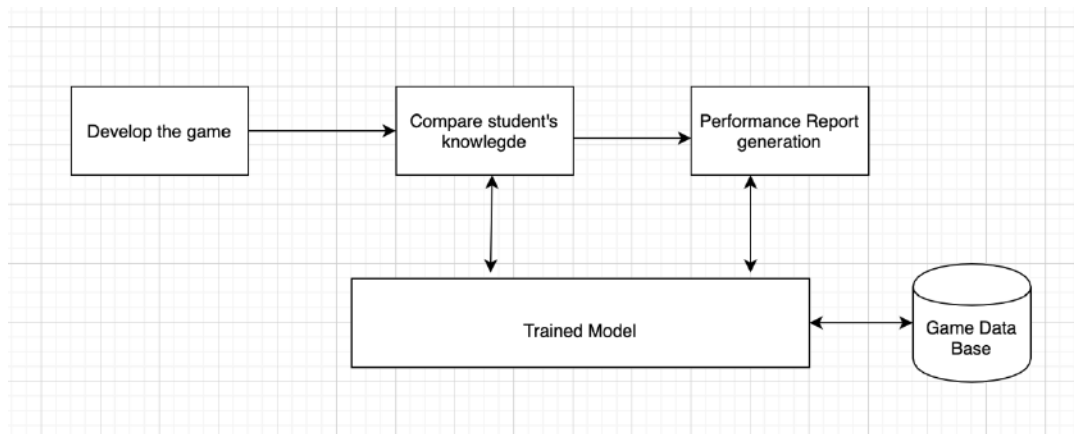 Develop the game
Compare student's
knowlegde
Performance Report
generation
Trained Model
Game Data
Base